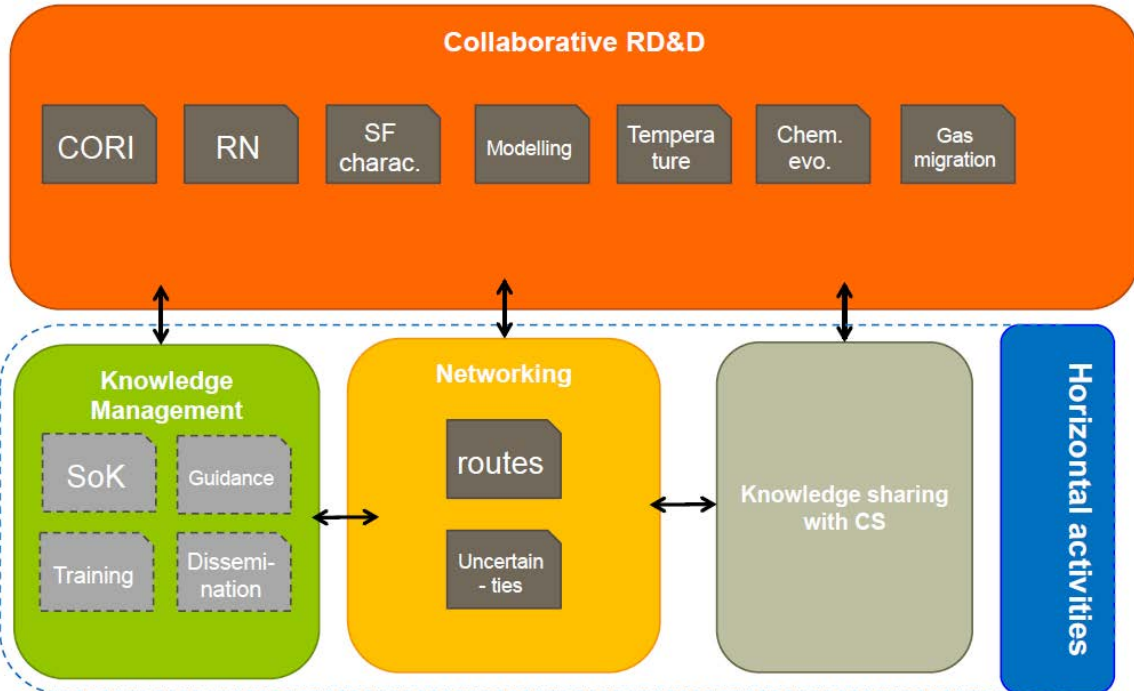 Collaborative RD&D
CORI
RN
SF
charac.
Modelling
Tempera
ture
Chem.
evo.
Gas
migration
Knowledge
Management
SoK
Guidance
Training
Dissemi-
nation
Networking
routes
Uncertain
- ties
Knowledge sharing
with CS
Horizontal activities